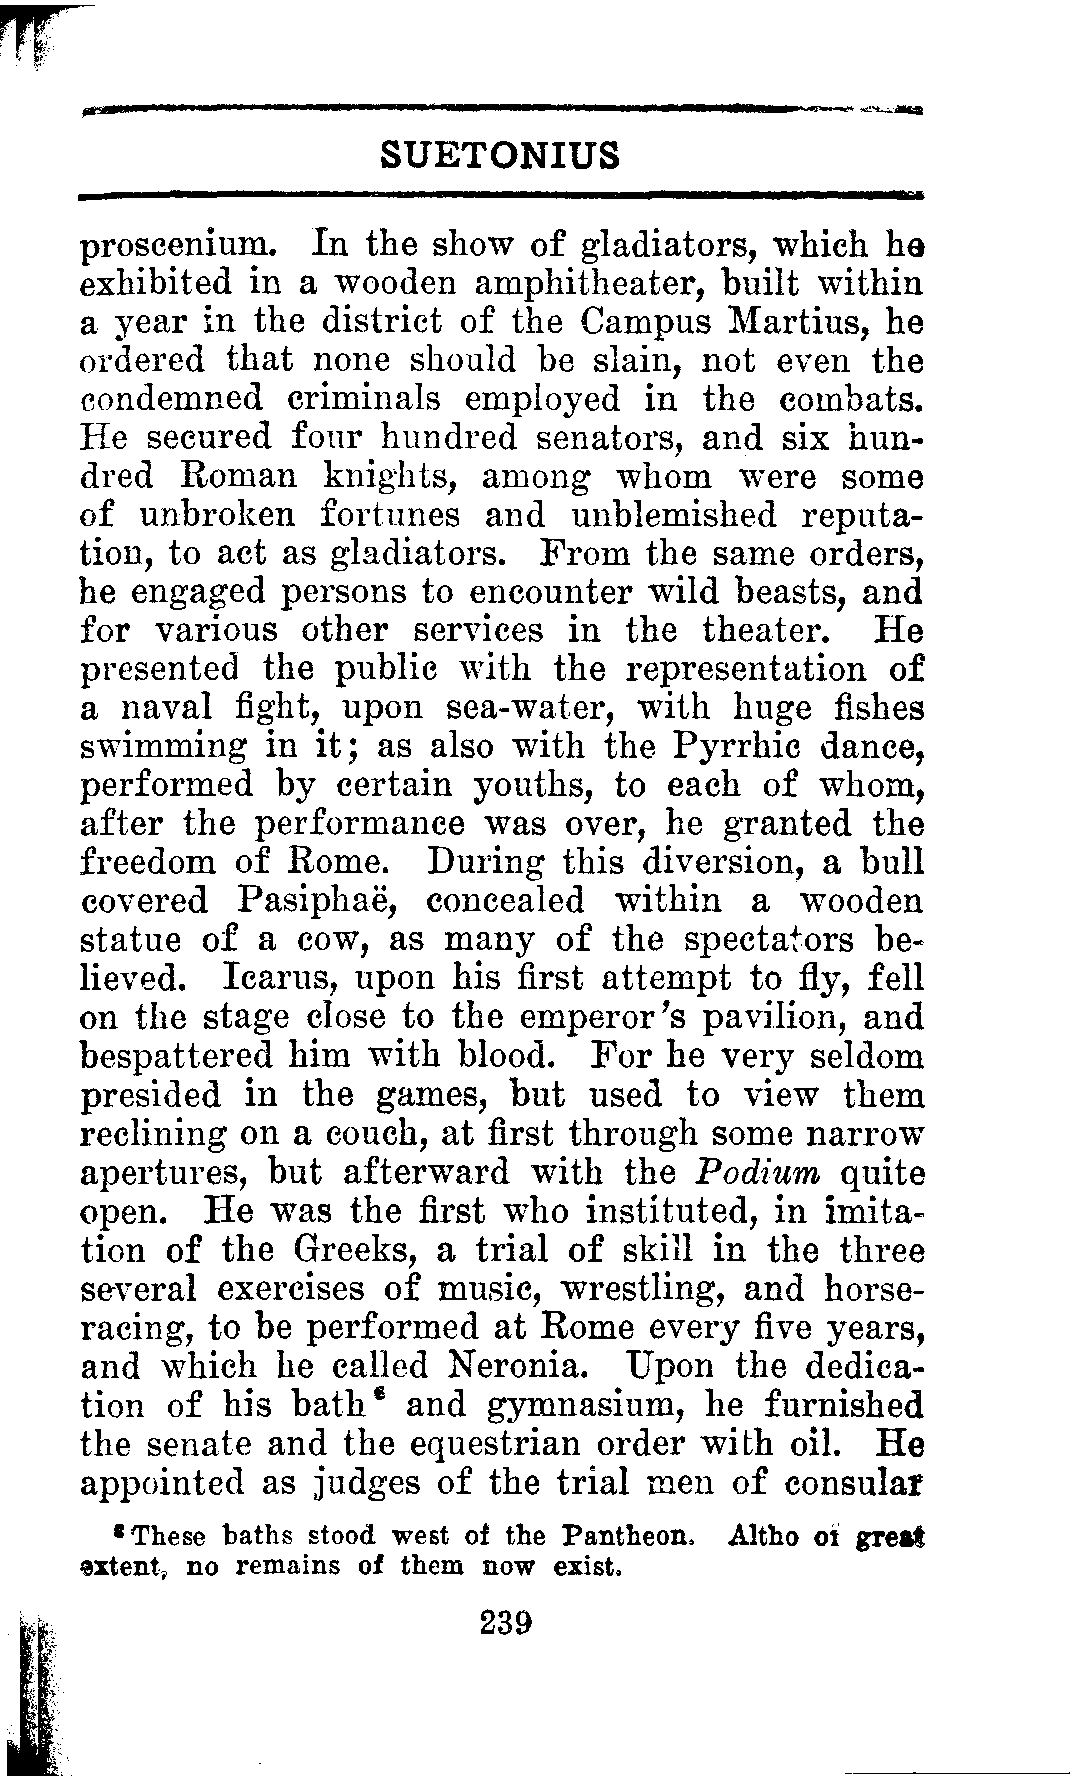 SUETONIUS
proscenium. In the show of gladiators, which he
exhibited in a wooden amphitheater, built within
a year in the district of the Campus Martius, he
ordered that none should be slain, not even the
condemned criminals employed in the combats.
He secured four hundred senators, and six hun-
dred Roman knights, among whom were some
of unbroken fortunes and unblemished reputa-
tion, to act as gladiators. From the same orders,
he engaged persons to encounter wild beasts, and
for various other services in the theater. He
presented the public with the representation of
a naval fight, upon sea-water, with huge fishes
swimming in it; as also with the Pyrrhic dance,
performed by certain youths, to each of whom,
after the performance was over, he granted the
freedom of Rome. During this diversion, a bull
covered Pasiphaë, concealed within a wooden
statue of a cow, as many of the spectators be-
lieved. Icarus, upon his first attempt to fly, fell
on the stage close to the emperor's pavilion, and
bespattered him with blood. For he very seldom
presided in the games, but used to view them
reclining on a couch, at first through some narrow
apertures, but afterward with the Podium quite
open. He was the first who instituted, in imita-
tion of the Greeks, a trial of skill in the three
several exercises of music, wrestling, and horse-
racing, to be performed at Rome every five years,
and which he called Neronia. Upon the dedica-
tion of his bath⁶ and gymnasium, he furnished
the senate and the equestrian order with oil. He
appointed as judges of the trial men of consular
⁶ These baths stood west of the Pantheon. Altho of great
extent, no remains of them now exist.
239